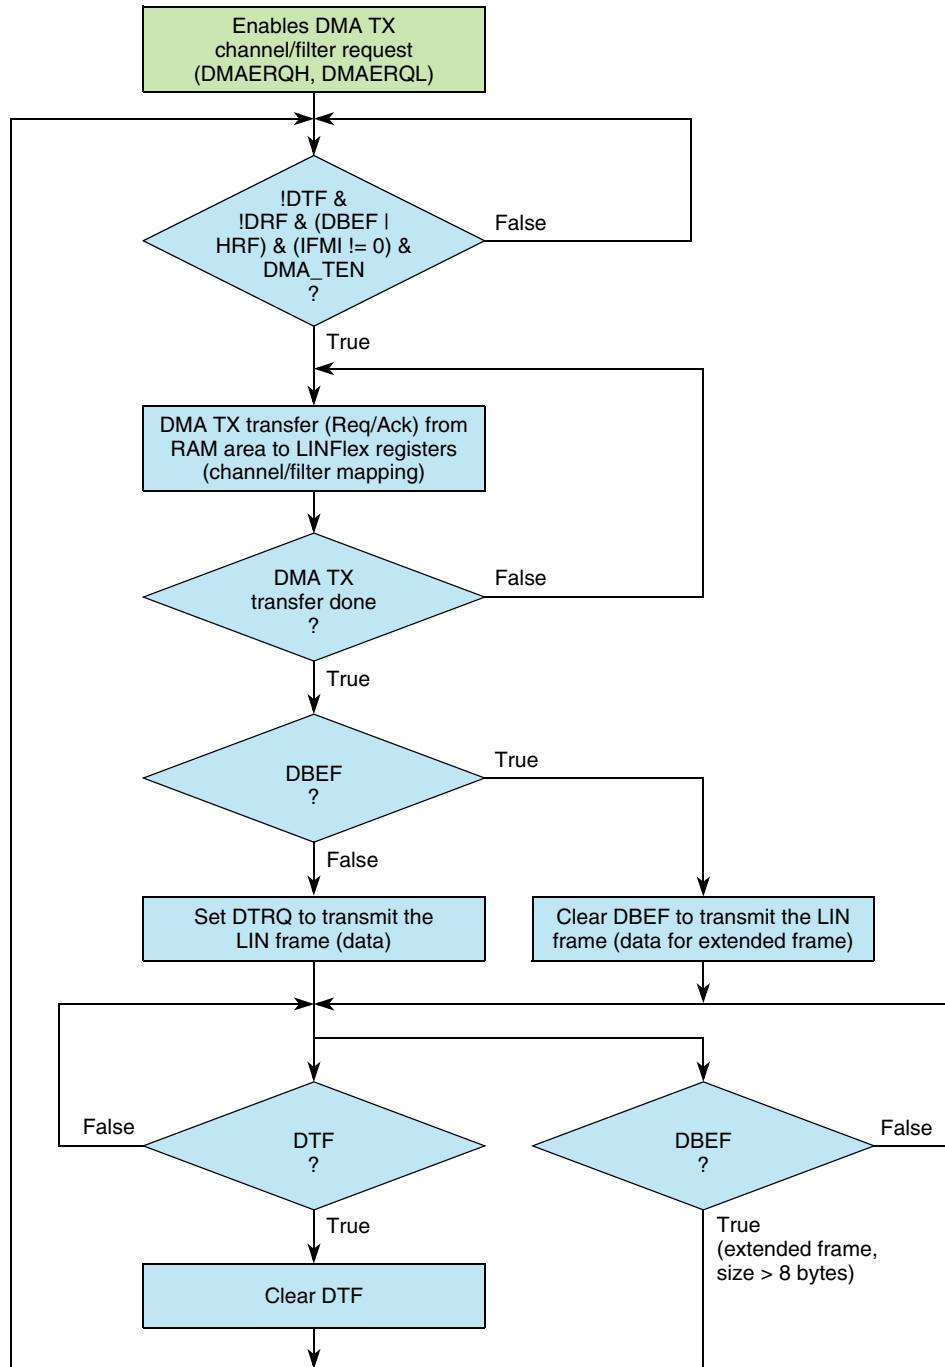 Enables DMA TX
channel/filter request
(DMAERQH, DMAERQL)
!DTF &
!DRF & (DBEF |
HRF) & (IFMI != 0) &
DMA_TEN
?
False
True
DMA TX transfer (Req/Ack) from
RAM area to LINFlex registers
(channel/filter mapping)
DMA TX
transfer done
?
False
True
DBEF
?
True
False
Set DTRQ to transmit the
LIN frame (data)
Clear DBEF to transmit the LIN
frame (data for extended frame)
False
DTF
?
DBEF
?
False
True
True
(extended frame,
size > 8 bytes)
Clear DTF